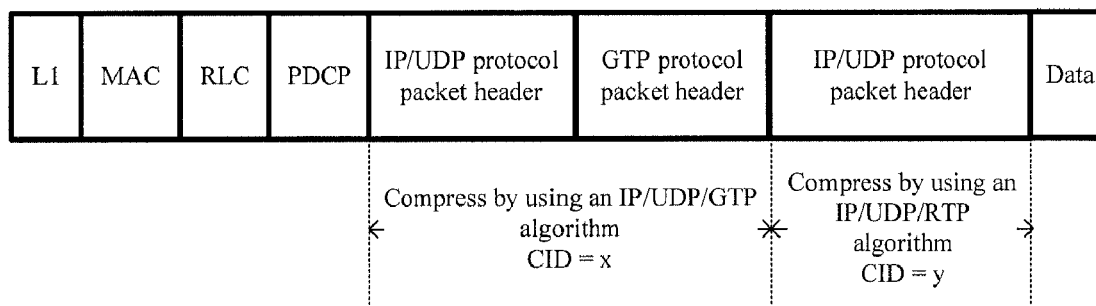 L1
MAC
RLC
PDCP
IP/UDP protocol
packet header
GTP protocol
packet header
IP/UDP protocol
packet header
Data
Compress by using an IP/UDP/GTP
algorithm
CID = x
Compress by using an
IP/UDP/RTP
algorithm
CID = y